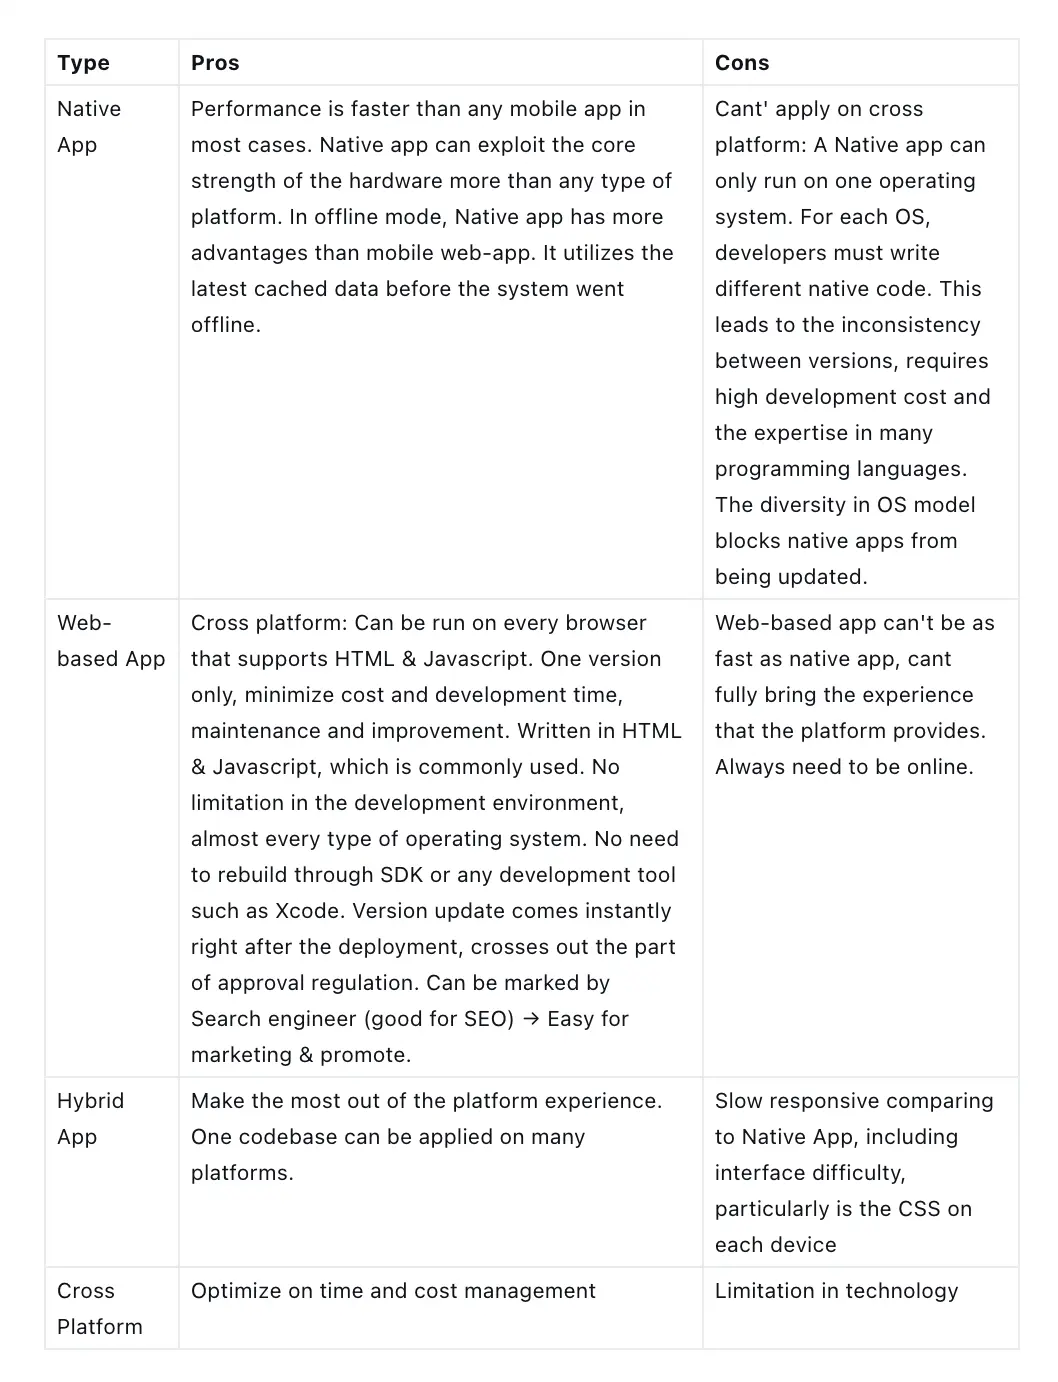 Type
Pros
Cons
Native
App
Performance is faster than any mobile app in
most cases. Native app can exploit the core
strength of the hardware more than any type of
platform. In offline mode, Native app has more
advantages than mobile web-app. It utilizes the
latest cached data before the system went
offline.
Cant' apply on cross
platform: A Native app can
only run on one operating
system. For each OS,
developers must write
different native code. This
leads to the inconsistency
between versions, requires
high development cost and
the expertise in many
programming languages.
The diversity in OS model
blocks native apps from
being updated.
Web-
based App
Cross platform: Can be run on every browser
that supports HTML & Javascript. One version
only, minimize cost and development time,
maintenance and improvement. Written in HTML
& Javascript, which is commonly used. No
limitation in the development environment,
almost every type of operating system. No need
to rebuild through SDK or any development tool
such as Xcode. Version update comes instantly
right after the deployment, crosses out the part
of approval regulation. Can be marked by
Search engineer (good for SEO) → Easy for
marketing & promote.
Web-based app can't be as
fast as native app, cant
fully bring the experience
that the platform provides.
Always need to be online.
Hybrid
App
Make the most out of the platform experience.
One codebase can be applied on many
platforms.
Slow responsive comparing
to Native App, including
interface difficulty,
particularly is the CSS on
each device
Cross
Platform
Optimize on time and cost management
Limitation in technology